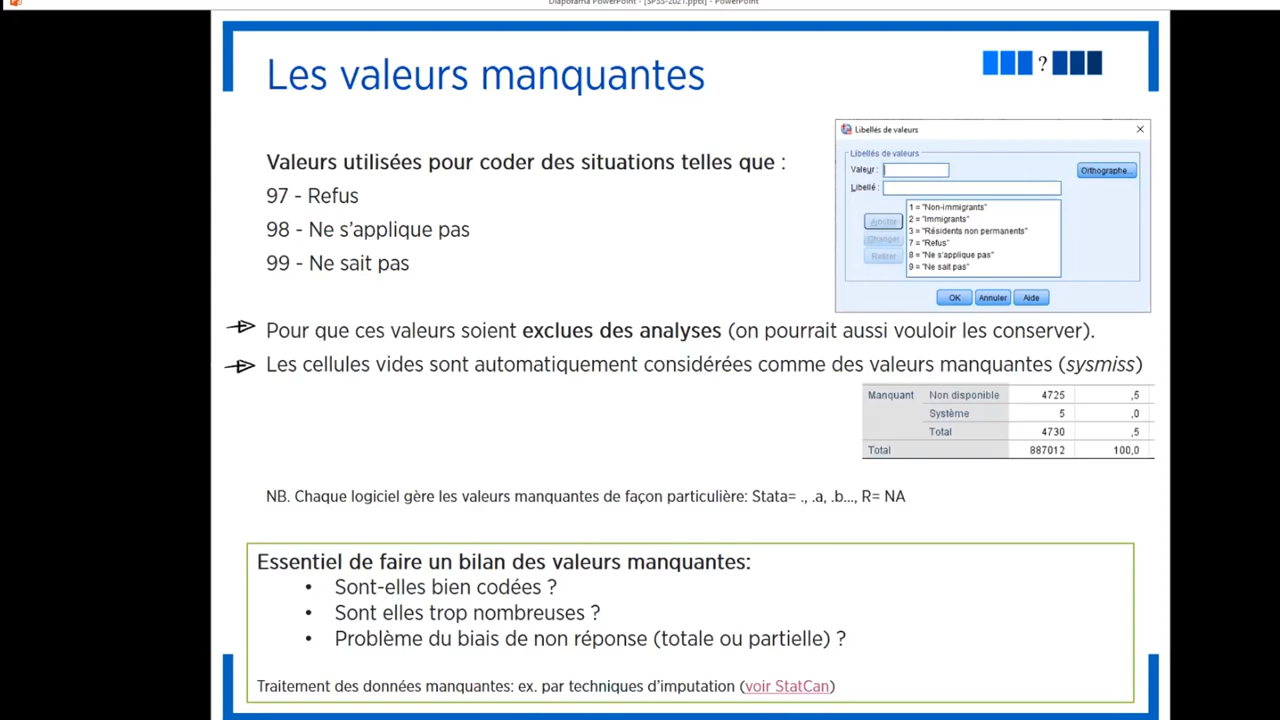 Diaporama PowerPoint - [SPSS-2021.pptx] - PowerPoint
Les valeurs manquantes
?
Valeurs utilisées pour coder des situations telles que :
97 - Refus
98 - Ne s’applique pas
99 - Ne sait pas
Libellés de valeurs
Libellés de valeurs
Valeur :
Orthographe...
Libellé :
Ajouter
Changer
Retirer
1 = "Non-immigrants"
2 = "Immigrants"
3 = "Résidents non permanents"
7 = "Refus"
8 = "Ne s'applique pas"
9 = "Ne sait pas"
OK Annuler Aide
Pour que ces valeurs soient exclues des analyses (on pourrait aussi vouloir les conserver).
Les cellules vides sont automatiquement considérées comme des valeurs manquantes (sysmiss)
Manquant Non disponible 4725 ,5
Système 5 ,0
Total 4730 ,5
Total 887012 100,0
NB. Chaque logiciel gère les valeurs manquantes de façon particulière: Stata= ., .a, .b..., R= NA
Essentiel de faire un bilan des valeurs manquantes:
• Sont-elles bien codées ?
• Sont elles trop nombreuses ?
• Problème du biais de non réponse (totale ou partielle) ?
Traitement des données manquantes: ex. par techniques d’imputation (voir StatCan)